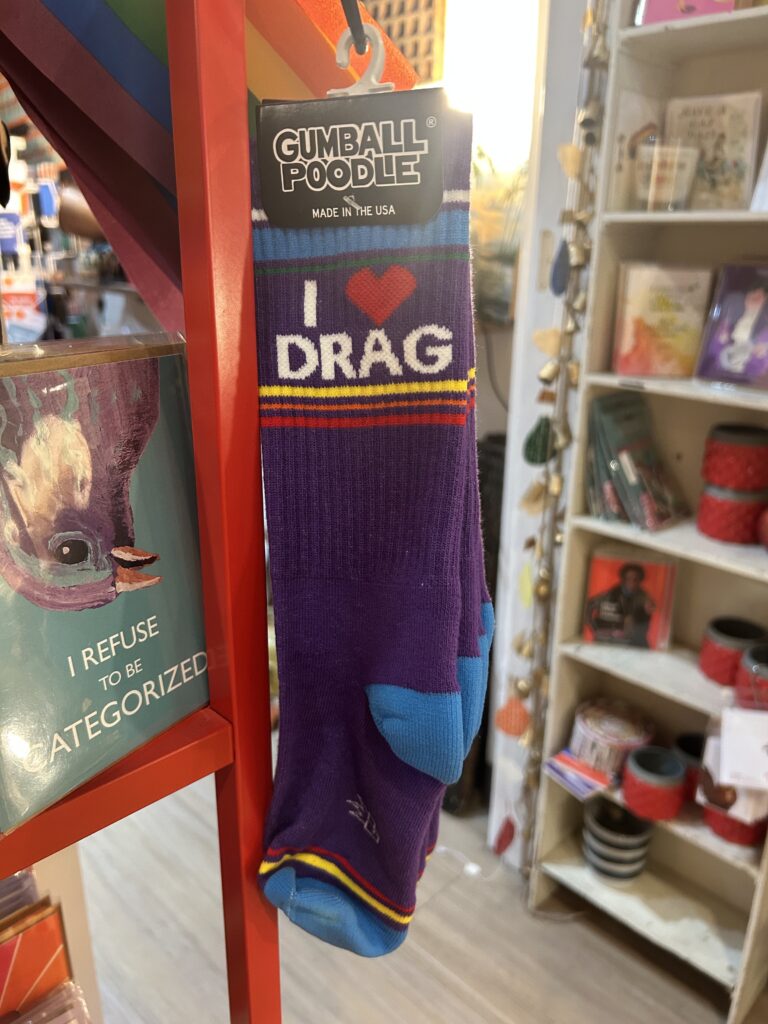 GUMBALL
POODLE®
MADE IN THE USA
I ❤
DRAG
I REFUSE
TO BE
CATEGORIZED